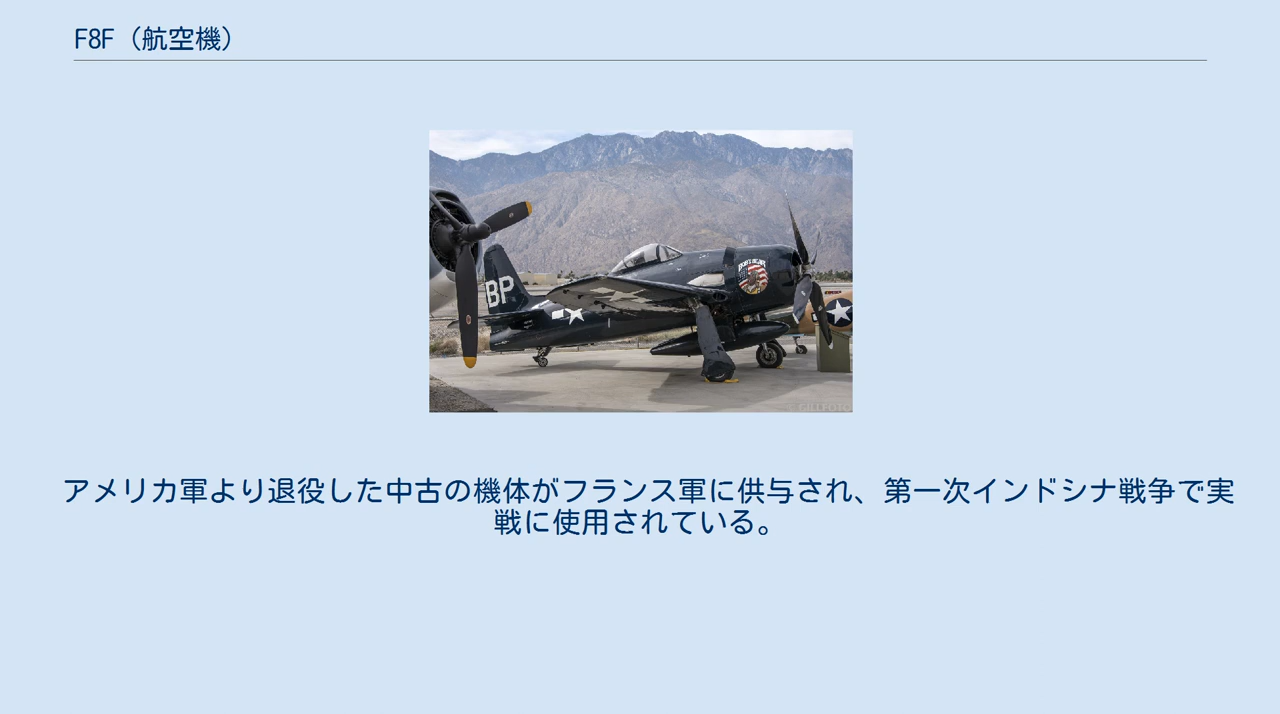 F8F（航空機）
BP
アメリカ軍より退役した中古の機体がフランス軍に供与され、第一次インドシナ戦争で実
戦に使用されている。